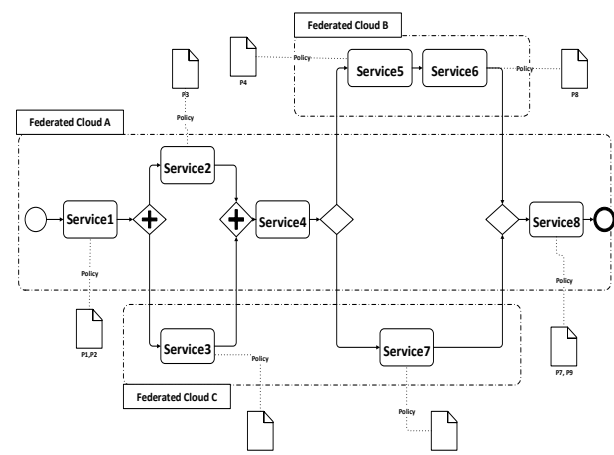 Federated Cloud B
P3
P4
Policy
Service5
Service6
Policy
P8
Federated Cloud A
Policy
Service2
Service1
Service4
Service8
Policy
Policy
P1,P2
Service3
Policy
Service7
P7, P9
Federated Cloud C
Policy